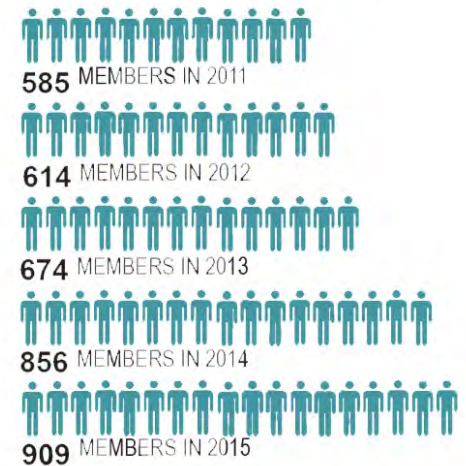 585 MEMBERS IN 2011
614 MEMBERS IN 2012
674 MEMBERS IN 2013
856 MEMBERS IN 2014
909 MEMBERS IN 2015